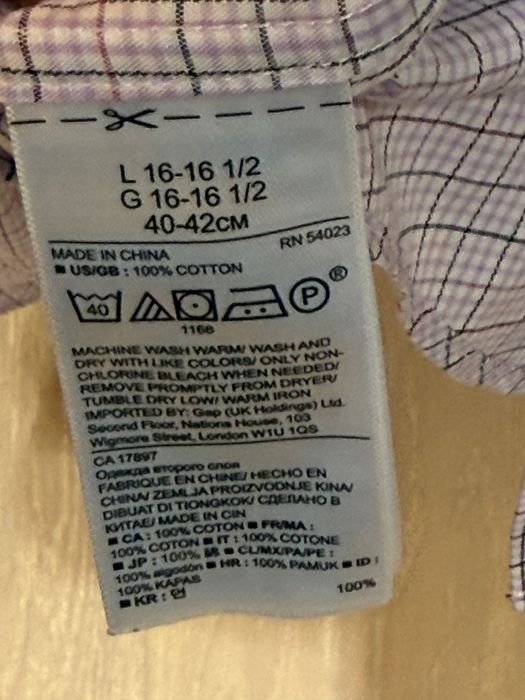 L 16-16 1/2
G 16-16 1/2
40-42CM
RN 54023
MADE IN CHINA
■ US/GB : 100% COTTON
40
P ®
1168
MACHINE WASH WARM/ WASH AND
DRY WITH LIKE COLORS/ ONLY NON-
CHLORINE BLEACH WHEN NEEDED/
REMOVE PROMPTLY FROM DRYER/
TUMBLE DRY LOW/ WARM IRON
IMPORTED BY: Gap (UK Holdings) Ltd.
Second Floor, Nations House, 103
Wigmore Street, London W1U 1QS
CA 17897
Одежда второго слоя
FABRIQUÉ EN CHINE/ HECHO EN
CHINA/ ZEMLJA PROIZVODNJE KINA/
DIBUAT DI TIONGKOK/ СДЕЛАНО В
КИТАЕ/ MADE IN CIN
■ CA : 100% COTON ■ FR/MA :
100% COTON ■ IT : 100% COTONE
■ JP : 100% 綿 ■ CL/MX/PA/PE :
100% algodón ■ HR : 100% PAMUK ■ ID :
100% KAPAS
■ KR : 면 100%